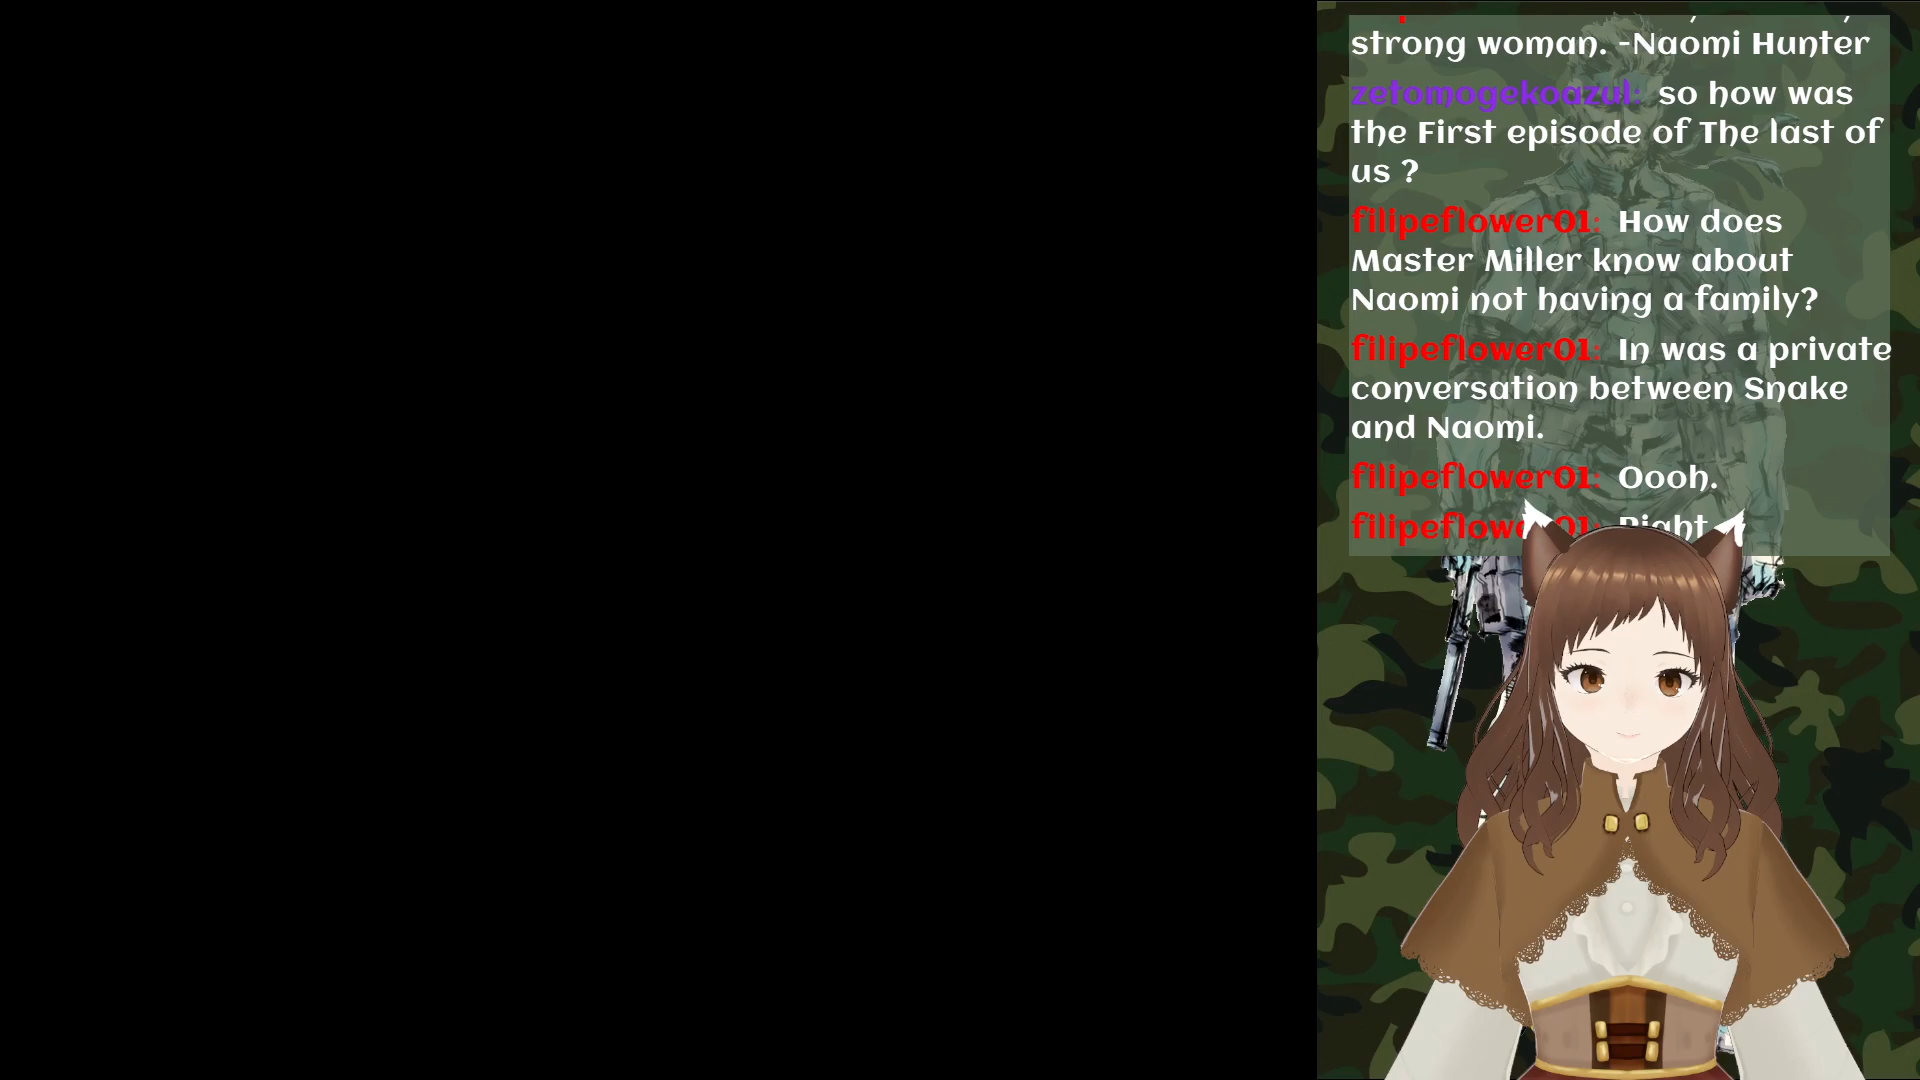 strong woman. -Naomi Hunter
zetomogekoazul: so how was
the First episode of The last of
us ?
filipeflower01: How does
Master Miller know about
Naomi not having a family?
filipeflower01: In was a private
conversation between Snake
and Naomi.
filipeflower01: Oooh.
filipeflower01: Right